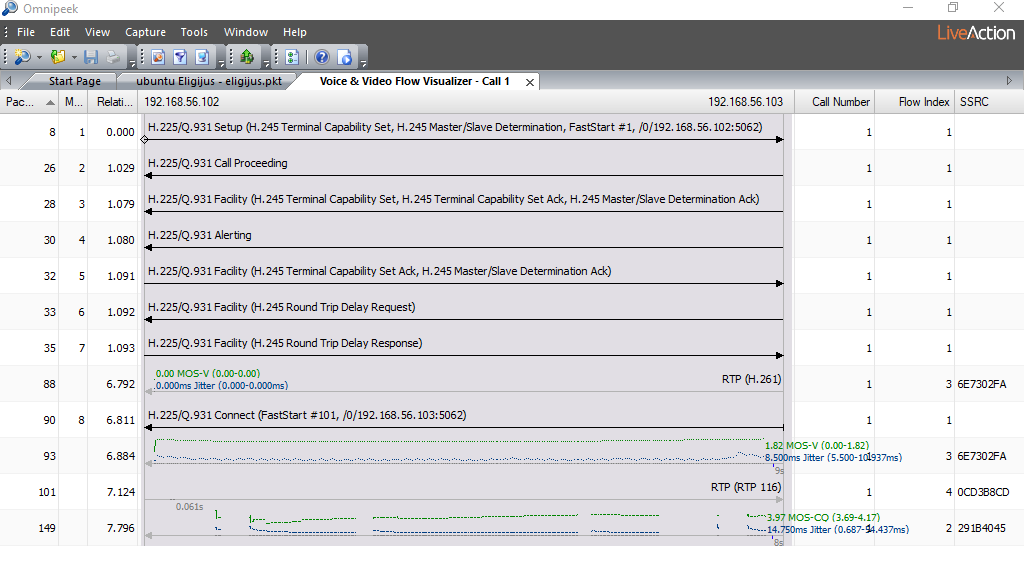 Omnipeek
File Edit View Capture Tools Window Help
LiveAction
Start Page ubuntu Eligijus - eligijus.pkt Voice & Video Flow Visualizer - Call 1
Pac... M... Relati... 192.168.56.102 192.168.56.103 Call Number Flow Index SSRC
8 1 0.000 H.225/Q.931 Setup (H.245 Terminal Capability Set, H.245 Master/Slave Determination, FastStart #1, /0/192.168.56.102:5062) 1 1
26 2 1.029 H.225/Q.931 Call Proceeding 1 1
28 3 1.079 H.225/Q.931 Facility (H.245 Terminal Capability Set, H.245 Terminal Capability Set Ack, H.245 Master/Slave Determination Ack) 1 1
30 4 1.080 H.225/Q.931 Alerting 1 1
32 5 1.091 H.225/Q.931 Facility (H.245 Terminal Capability Set Ack, H.245 Master/Slave Determination Ack) 1 1
33 6 1.092 H.225/Q.931 Facility (H.245 Round Trip Delay Request) 1 1
35 7 1.093 H.225/Q.931 Facility (H.245 Round Trip Delay Response) 1 1
0.00 MOS-V (0.00-0.00)
88 6.792 RTP (H.261) 1 3 6E7302FA
0.000ms Jitter (0.000-0.000ms)
90 8 6.811 H.225/Q.931 Connect (FastStart #101, /0/192.168.56.103:5062) 1 1
1.82 MOS-V (0.00-1.82)
93 6.884 8.500ms Jitter (5.500-10.937ms) 3 6E7302FA
9s
101 7.124 RTP (RTP 116) 1 4 0CD3B8CD
0.061s
3.97 MOS-CO (3.69-4.17)
149 7.796 14.750ms Jitter (0.687-54.437ms) 2 291B4045
8s